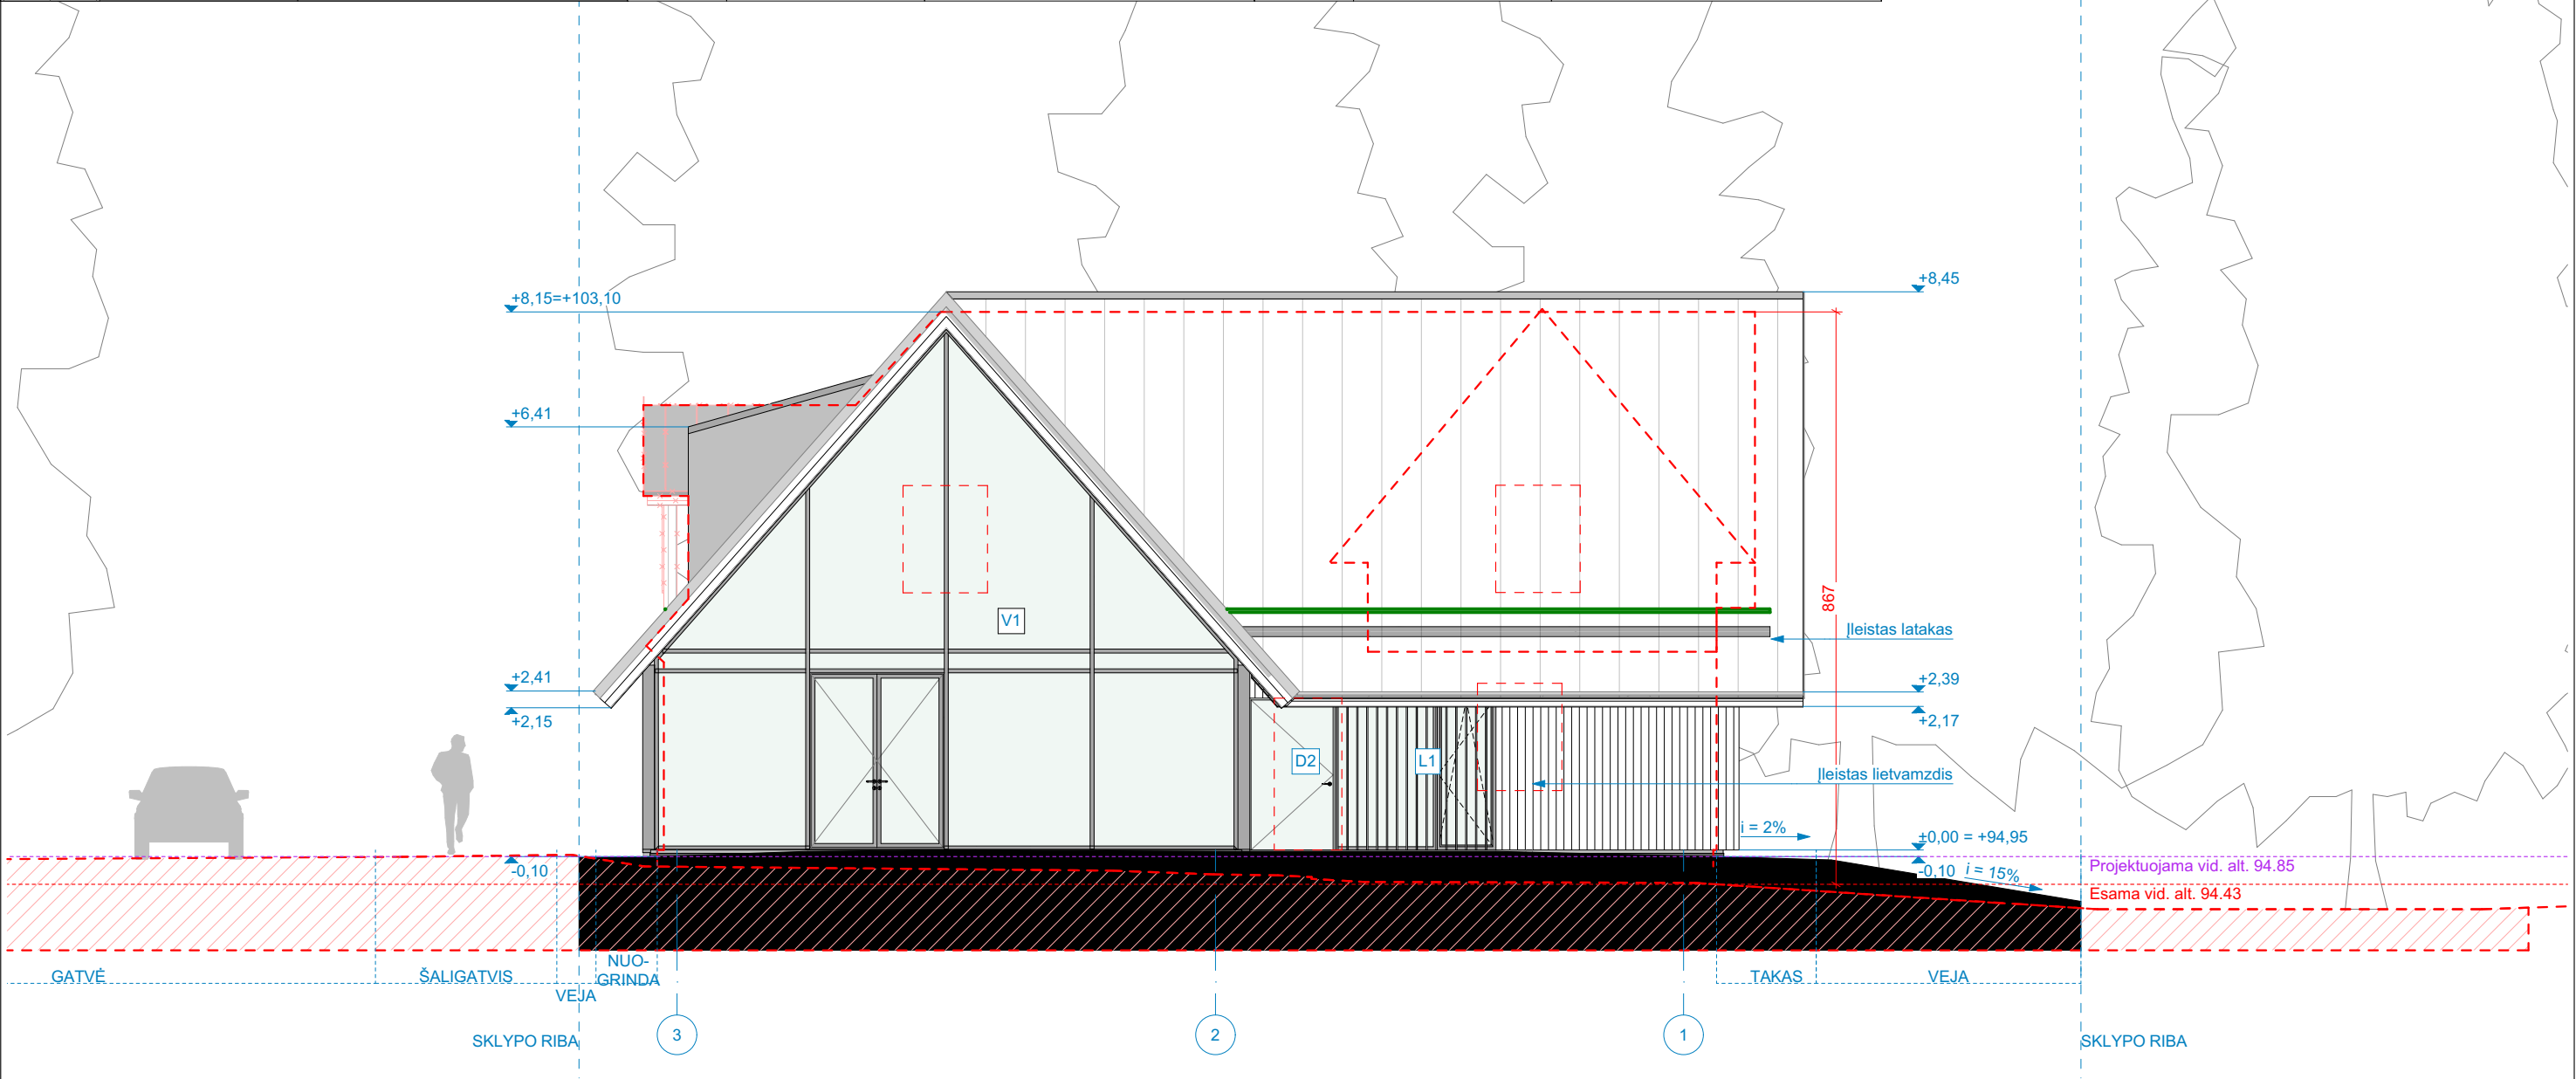 +8,45
+8,15=+103,10
+6,41
867
V1
Įleistas latakas
+2,41
+2,39
+2,15
+2,17
D2
L1
Įleistas lietvamzdis
i = 2%
±0,00 = +94,95
-0,10
-0,10
i = 15%
Projektuojama vid. alt. 94.85
Esama vid. alt. 94.43
GATVĖ
ŠALIGATVIS
VEJA
NUO-
GRINDA
TAKAS
VEJA
3
2
1
SKLYPO RIBA
SKLYPO RIBA